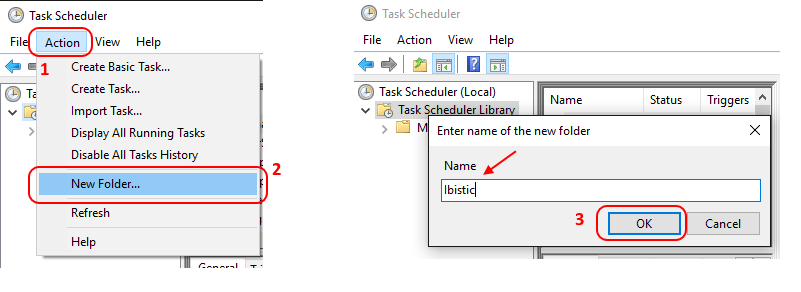 Task Scheduler
File Action View Help
1
Create Basic Task...
Create Task...
Import Task...
Display All Running Tasks
Disable All Tasks History
New Folder...
2
Refresh
Help
General
Task Scheduler
File Action View Help
Task Scheduler (Local)
Task Scheduler Library
M
Name Status Triggers
Enter name of the new folder
Name
Ibistic
3
OK Cancel